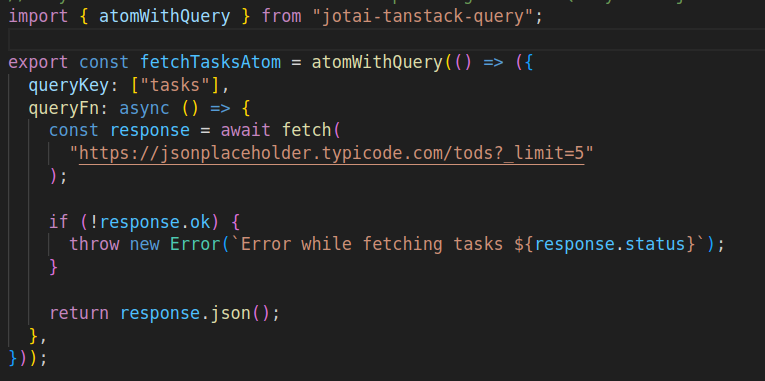 import { atomWithQuery } from "jotai-tanstack-query";
export const fetchTasksAtom = atomWithQuery(() => ({
queryKey: ["tasks"],
queryFn: async () => {
const response = await fetch(
"https://jsonplaceholder.typicode.com/tods?_limit=5"
);
if (!response.ok) {
throw new Error(`Error while fetching tasks ${response.status}`);
}
return response.json();
},
}));